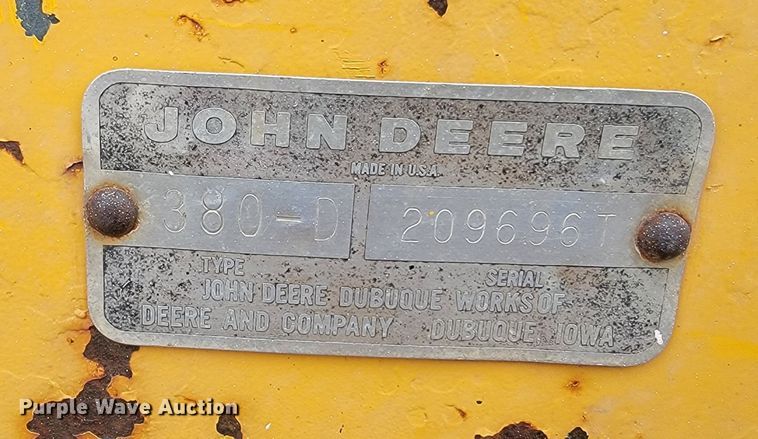 JOHN DEERE
MADE IN U.S.A.
380-D 209696T
TYPE SERIAL
JOHN DEERE DUBUQUE WORKS OF
DEERE AND COMPANY DUBUQUE, IOWA
Purple Wave Auction